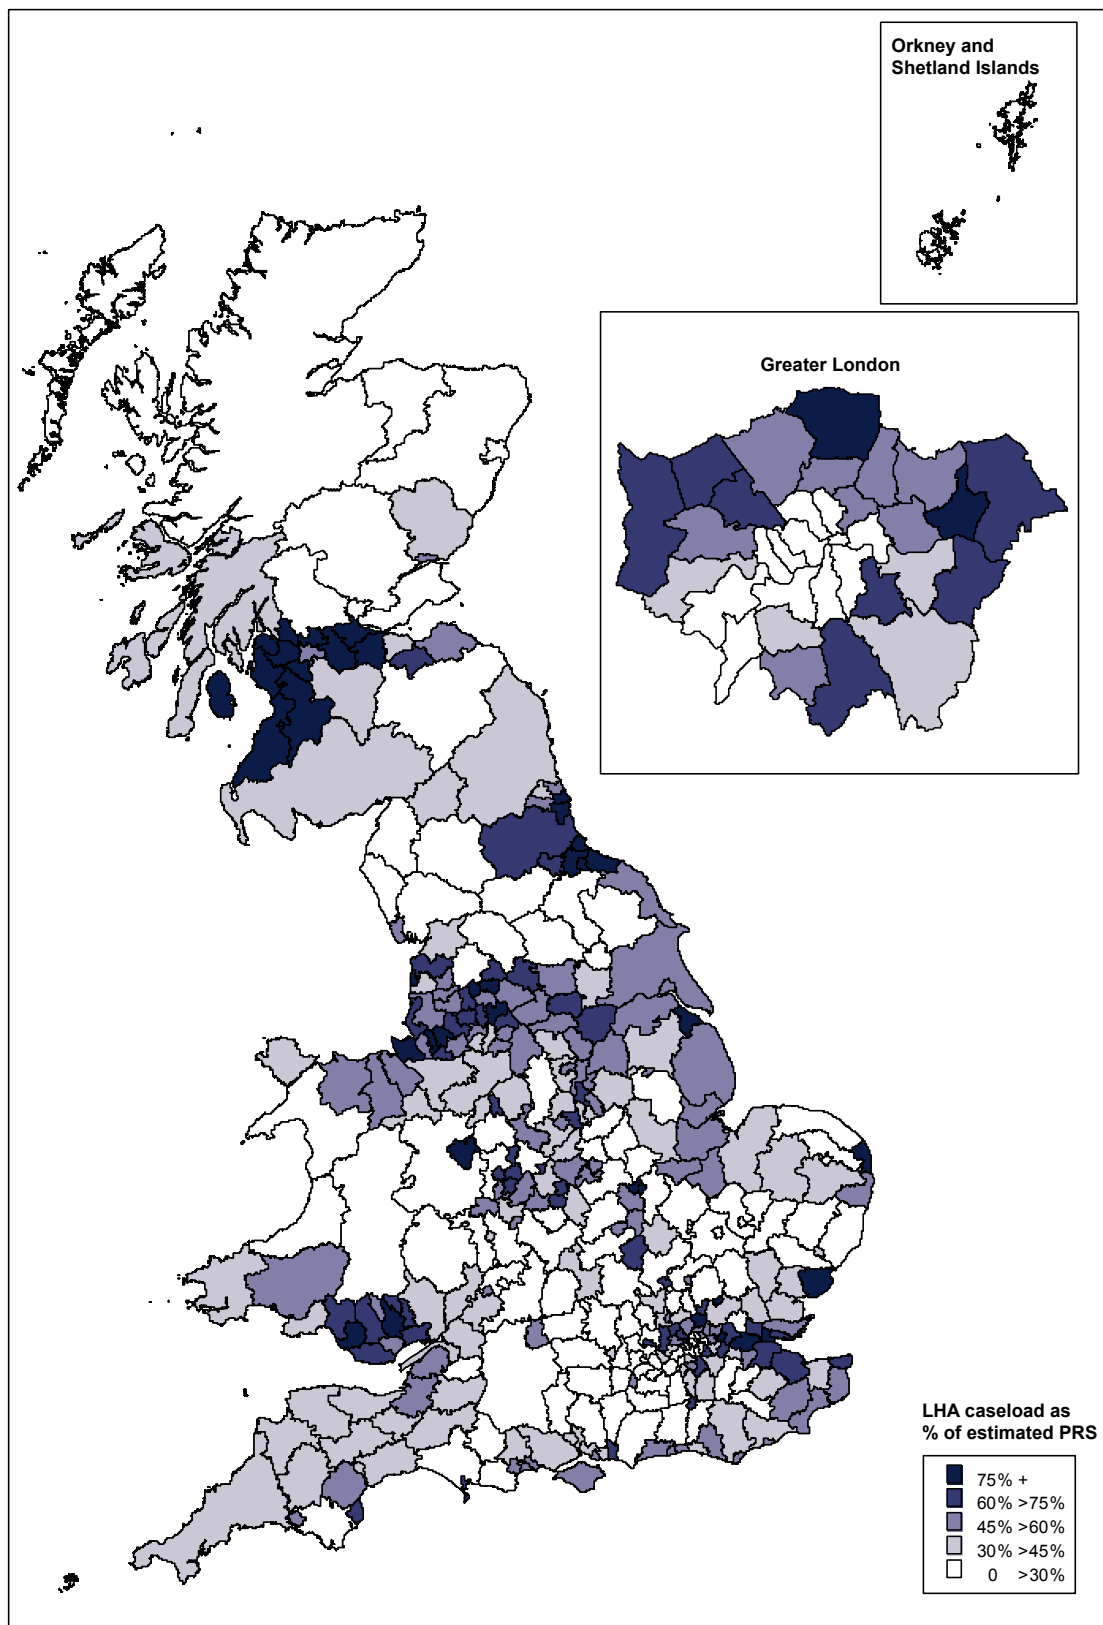 Orkney and
Shetland Islands
Greater London
LHA caseload as
% of estimated PRS
75% +
60% >75%
45% >60%
30% >45%
0 >30%